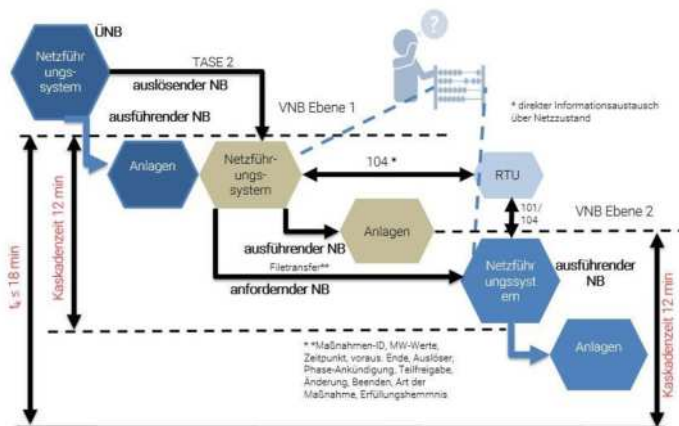 ÜNB
Netzführ
ungs-
system
TASE 2
auslösender NB
ausführender NB
VNB Ebene 1
?
* direkter Informationsaustausch
über Netzzustand
Anlagen
Netzführ-
ungs-
system
104 *
RTU
101/
104
VNB Ebene 2
Anlagen
ausführender NB
Filetransfer**
anfordernder NB
Netzführ
ungssyst
em
ausführender
NB
Anlagen
* *Maßnahmen-ID, MW-Werte,
Zeitpunkt, voraus. Ende, Auslöser,
Phase-Ankündigung, Teilfreigabe,
Änderung, Beenden, Art der
Maßnahme, Erfüllungshemmnis.
≤ 18 min
Kaskadenzeit 12 min
Kaskadenzeit 12 min